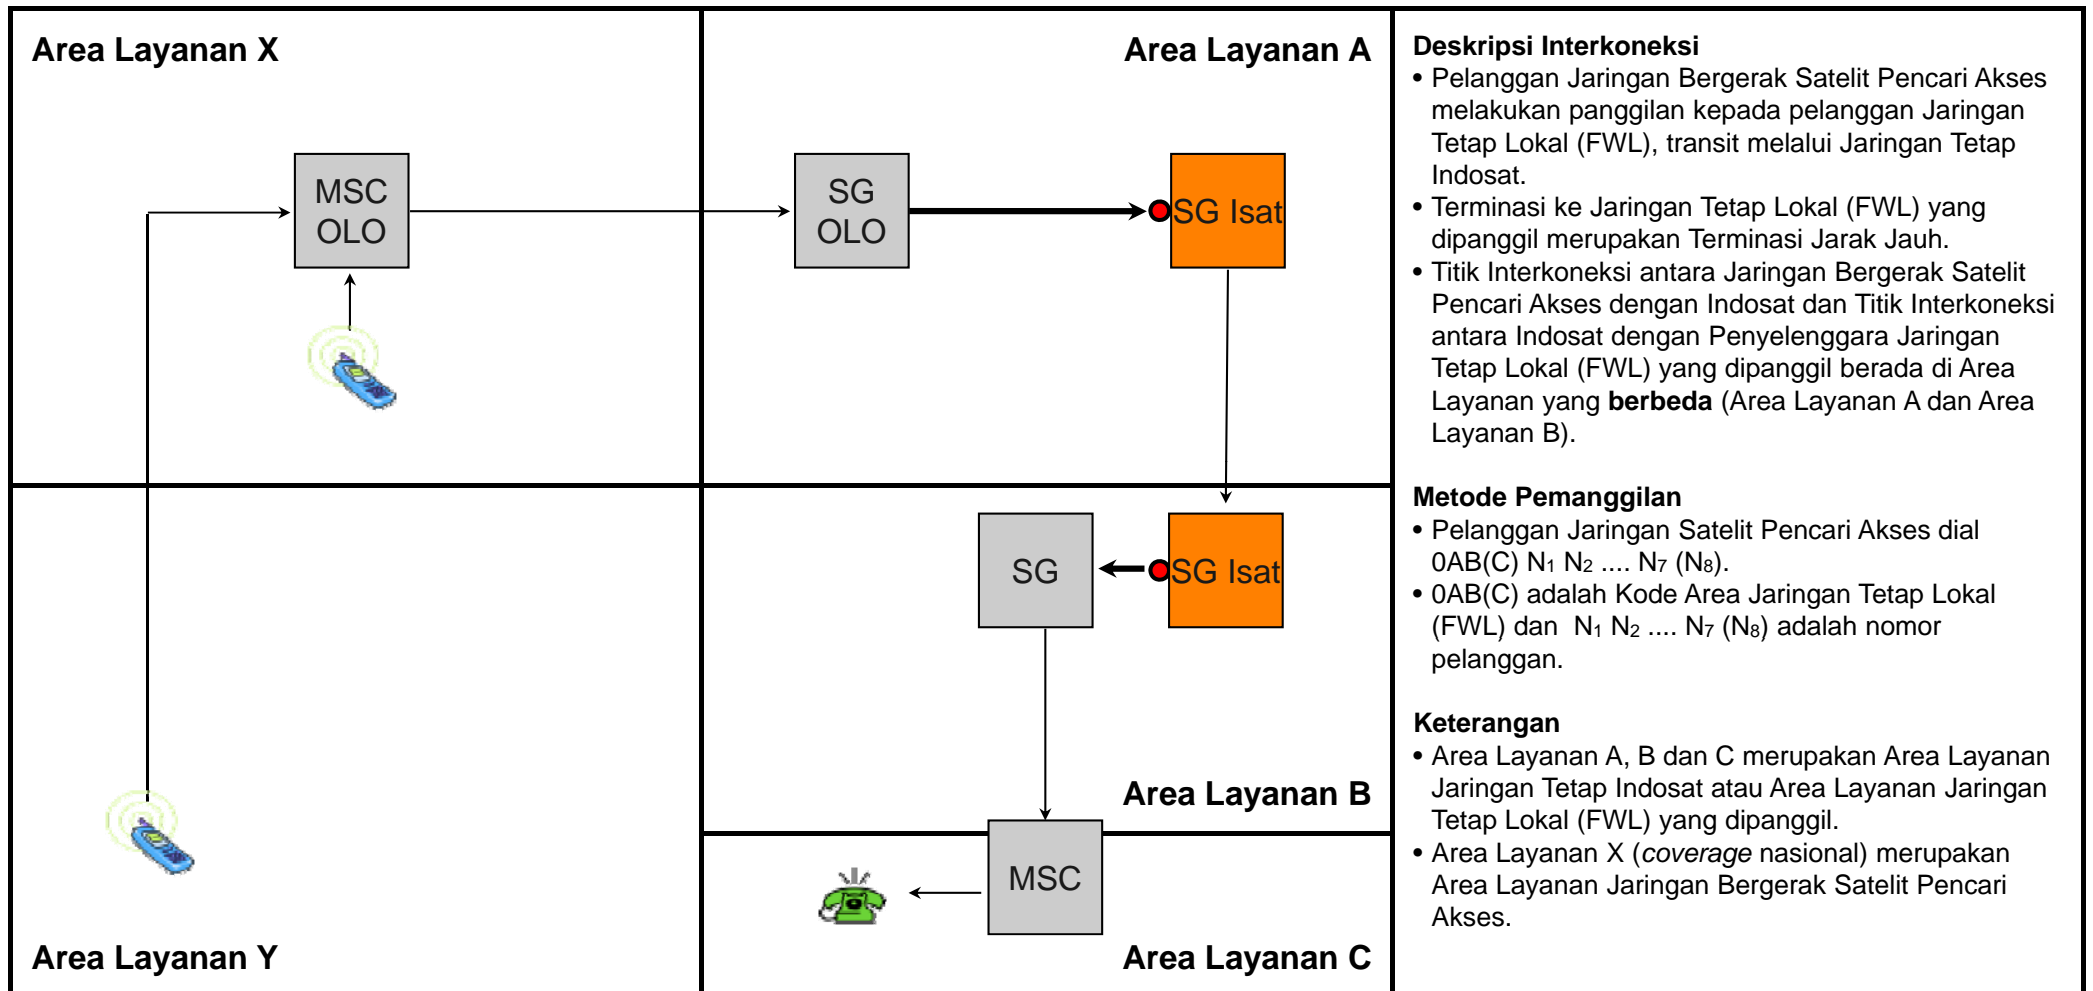 Area Layanan X
Area Layanan A
MSC
OLO
SG
OLO
SG Isat
SG
SG Isat
Area Layanan B
MSC
Area Layanan Y
Area Layanan C
Deskripsi Interkoneksi
• Pelanggan Jaringan Bergerak Satelit Pencari Akses
melakukan panggilan kepada pelanggan Jaringan
Tetap Lokal (FWL), transit melalui Jaringan Tetap
Indosat.
• Terminasi ke Jaringan Tetap Lokal (FWL) yang
dipanggil merupakan Terminasi Jarak Jauh.
• Titik Interkoneksi antara Jaringan Bergerak Satelit
Pencari Akses dengan Indosat dan Titik Interkoneksi
antara Indosat dengan Penyelenggara Jaringan
Tetap Lokal (FWL) yang dipanggil berada di Area
Layanan yang berbeda (Area Layanan A dan Area
Layanan B).
Metode Pemanggilan
• Pelanggan Jaringan Satelit Pencari Akses dial
0AB(C) N₁ N₂ .... N₇ (N₈).
• 0AB(C) adalah Kode Area Jaringan Tetap Lokal
(FWL) dan N₁ N₂ .... N₇ (N₈) adalah nomor
pelanggan.
Keterangan
• Area Layanan A, B dan C merupakan Area Layanan
Jaringan Tetap Indosat atau Area Layanan Jaringan
Tetap Lokal (FWL) yang dipanggil.
• Area Layanan X (coverage nasional) merupakan
Area Layanan Jaringan Bergerak Satelit Pencari
Akses.